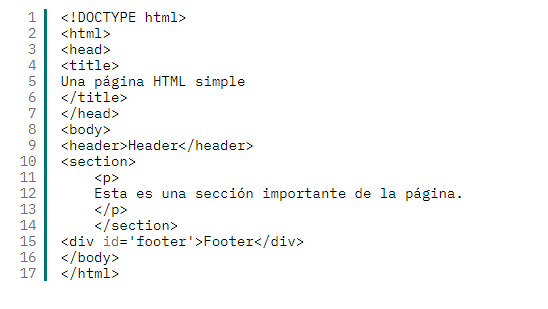 1 <!DOCTYPE html>
2 <html>
3 <head>
4 <title>
5 Una página HTML simple
6 </title>
7 </head>
8 <body>
9 <header>Header</header>
10 <section>
11     <p>
12     Esta es una sección importante de la página.
13     </p>
14     </section>
15 <div id='footer'>Footer</div>
16 </body>
17 </html>